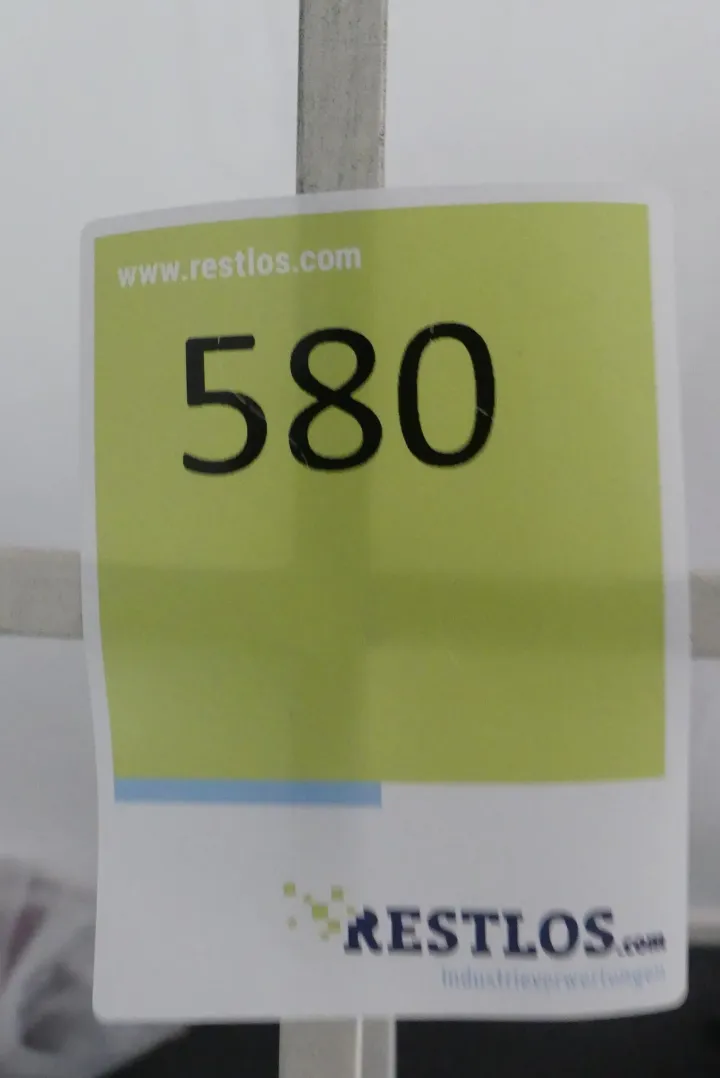 www.restlos.com
580
RESTLOS.com
industrieverwertungen